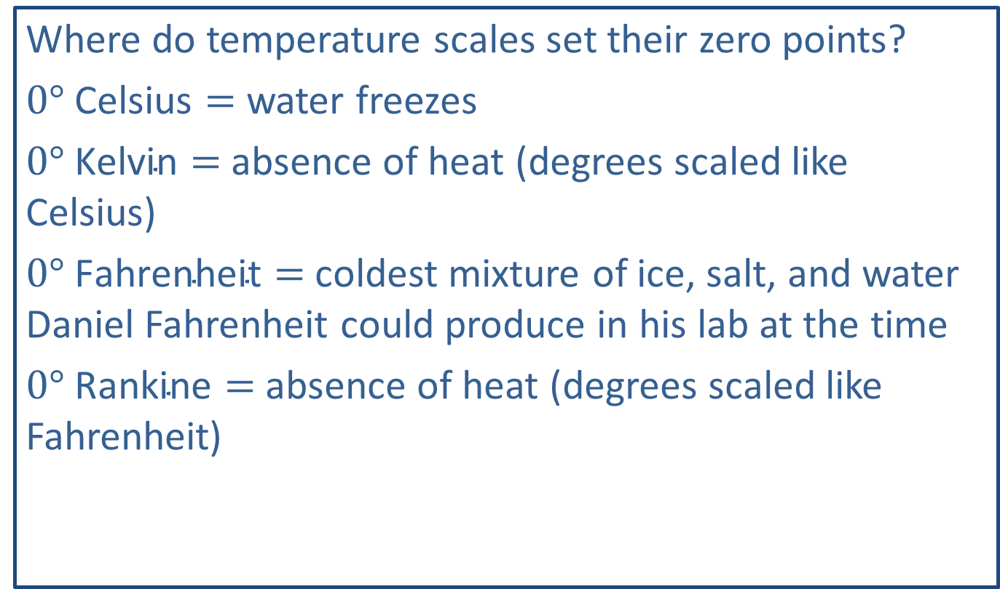 Where do temperature scales set their zero points?
0° Celsius = water freezes
0° Kelvin = absence of heat (degrees scaled like
Celsius)
0° Fahrenheit = coldest mixture of ice, salt, and water
Daniel Fahrenheit could produce in his lab at the time
0° Rankine = absence of heat (degrees scaled like
Fahrenheit)